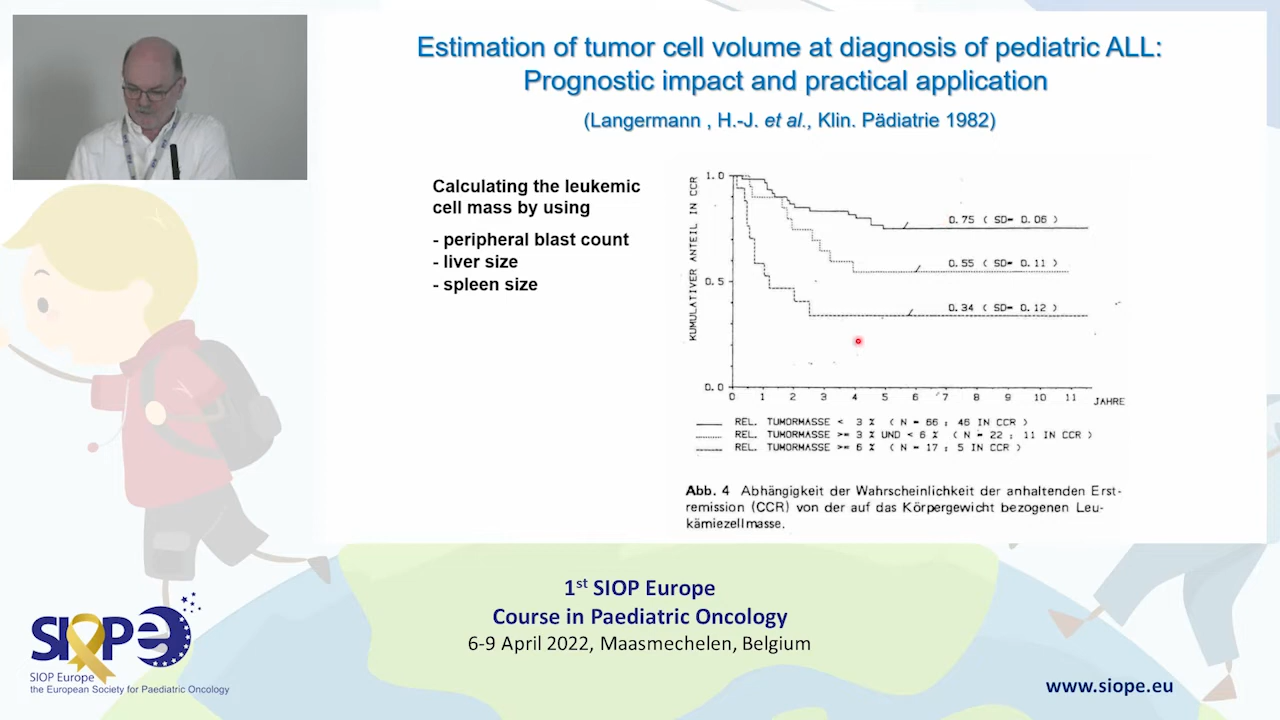 Estimation of tumor cell volume at diagnosis of pediatric ALL:
Prognostic impact and practical application
(Langermann , H.-J. et al., Klin. Pädiatrie 1982)
Calculating the leukemic
cell mass by using
- peripheral blast count
- liver size
- spleen size
KUMULATIVER ANTEIL IN CCR
1.0
0.5
0.0
0.75 ( SD= 0.06 )
0.55 ( SD= 0.11 )
0.34 ( SD= 0.12 )
0 1 2 3 4 5 6 7 8 9 10 11 JAHRE
REL. TUMORMASSE < 3 % ( N = 66 ; 46 IN CCR )
REL. TUMORMASSE >= 3 % UND < 6 % ( N = 22 ; 11 IN CCR )
REL. TUMORMASSE >= 6 % ( N = 17 ; 5 IN CCR )
Abb. 4 Abhängigkeit der Wahrscheinlichkeit der anhaltenden Erst-
remission (CCR) von der auf das Körpergewicht bezogenen Leu-
kämiezellmasse.
1st SIOP Europe
Course in Paediatric Oncology
6-9 April 2022, Maasmechelen, Belgium
SIOPe
SIOP Europe
the European Society for Paediatric Oncology
www.siope.eu